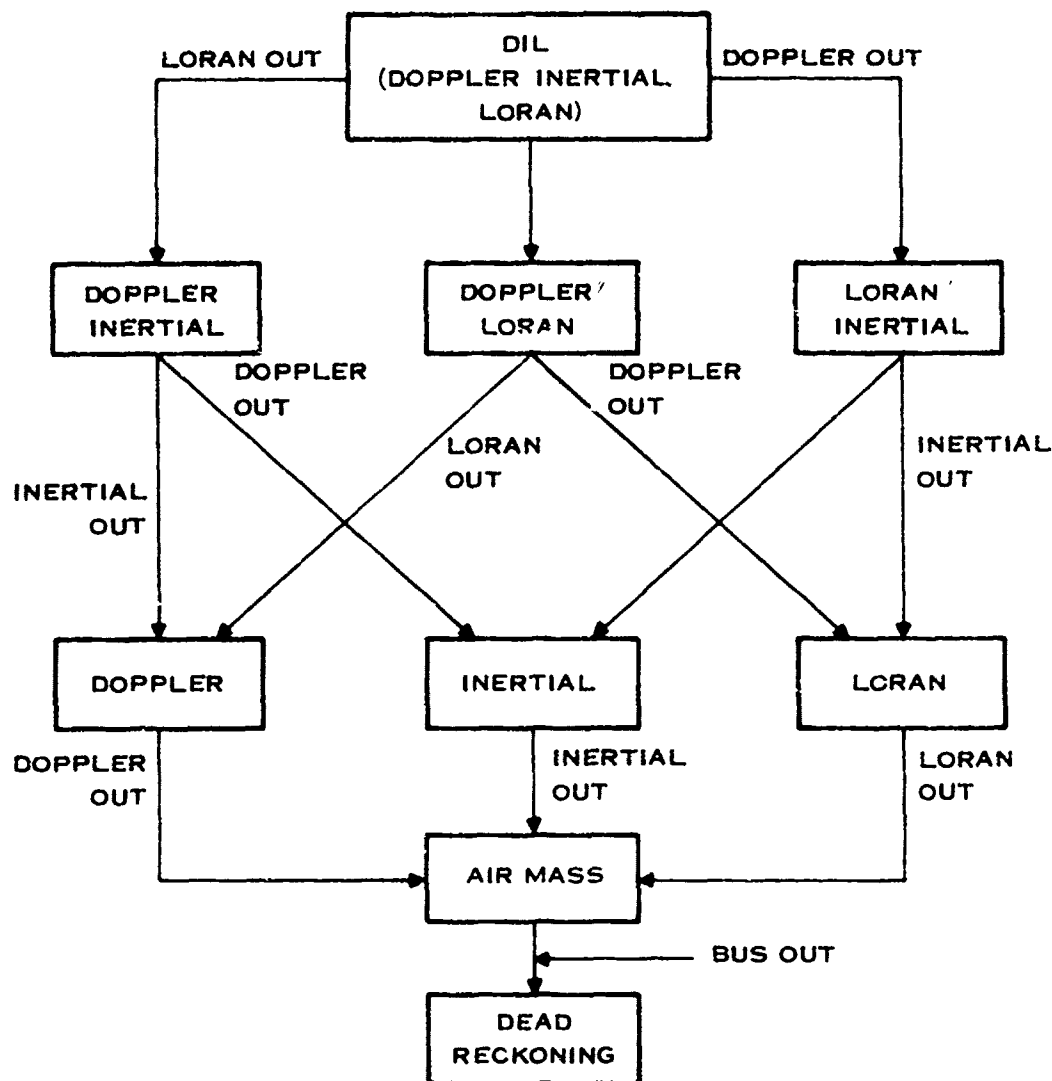 LORAN OUT
DIL
(DOPPLER INERTIAL,
LORAN)
DOPPLER OUT
DOPPLER
INERTIAL
DOPPLER
LORAN
LORAN
INERTIAL
DOPPLER
OUT
DOPPLER
OUT
LORAN
OUT
INERTIAL
OUT
INERTIAL
OUT
DOPPLER
INERTIAL
LORAN
DOPPLER
OUT
INERTIAL
OUT
LORAN
OUT
AIR MASS
BUS OUT
DEAD
RECKONING